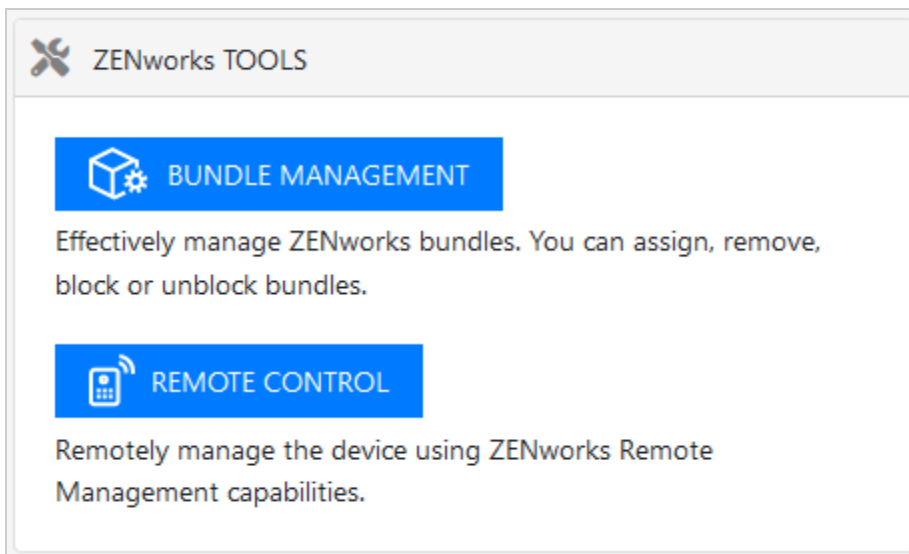 ZENworks TOOLS
BUNDLE MANAGEMENT
Effectively manage ZENworks bundles. You can assign, remove,
block or unblock bundles.
REMOTE CONTROL
Remotely manage the device using ZENworks Remote
Management capabilities.